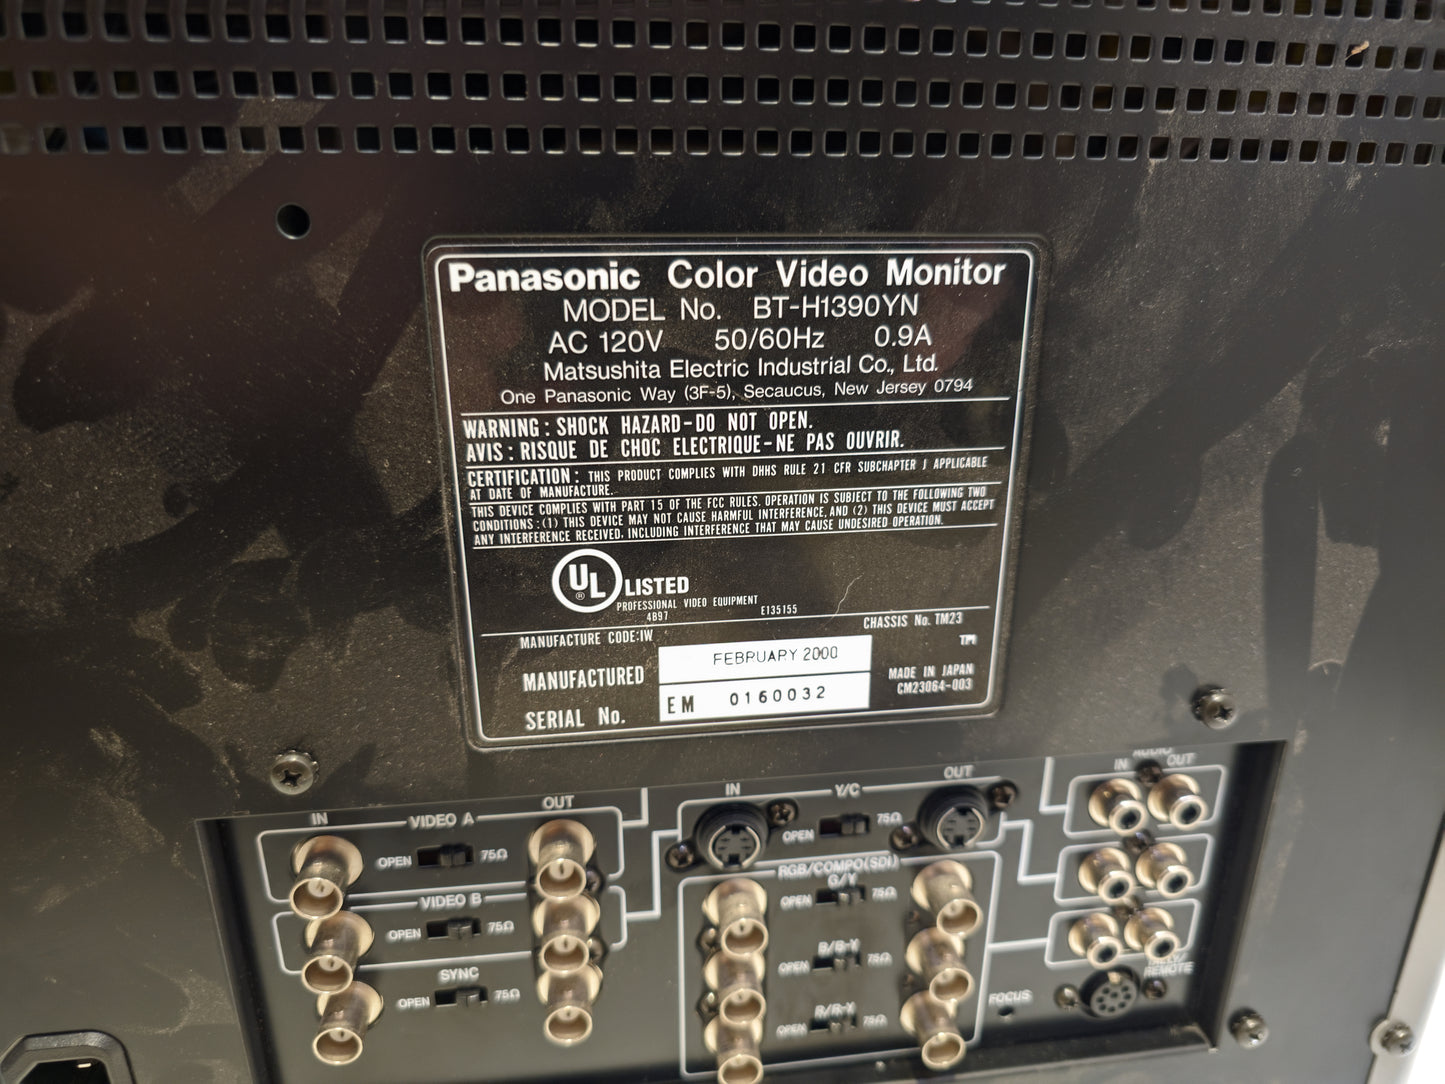 Panasonic Color Video Monitor
MODEL No. BT-H1390YN
AC 120V 50/60Hz 0.9A
Matsushita Electric Industrial Co., Ltd.
One Panasonic Way (3F-5), Secaucus, New Jersey 0794
WARNING : SHOCK HAZARD-DO NOT OPEN.
AVIS : RISQUE DE CHOC ELECTRIQUE-NE PAS OUVRIR.
CERTIFICATION : THIS PRODUCT COMPLIES WITH DHHS RULE 21 CFR SUBCHAPTER J APPLICABLE
AT DATE OF MANUFACTURE.
THIS DEVICE COMPLIES WITH PART 15 OF THE FCC RULES. OPERATION IS SUBJECT TO THE FOLLOWING TWO
CONDITIONS : (1) THIS DEVICE MAY NOT CAUSE HARMFUL INTERFERENCE, AND (2) THIS DEVICE MUST ACCEPT
ANY INTERFERENCE RECEIVED, INCLUDING INTERFERENCE THAT MAY CAUSE UNDESIRED OPERATION.
UL ® LISTED
PROFESSIONAL VIDEO EQUIPMENT
4B97 E135155
MANUFACTURE CODE:IW CHASSIS No. TM23
TPI
MANUFACTURED FEBRUARY 2000
MADE IN JAPAN
CM23064-003
SERIAL No. EM 0160032
AUDIO
IN OUT
IN Y/C OUT
OPEN 75Ω
IN VIDEO A OUT
OPEN 75Ω
VIDEO B
OPEN 75Ω
SYNC
OPEN 75Ω
RGB/COMPO(SDI)
G/Y
OPEN 75Ω
B/B-Y
OPEN 75Ω
R/R-Y
OPEN 75Ω
FOCUS
TALLY/
REMOTE